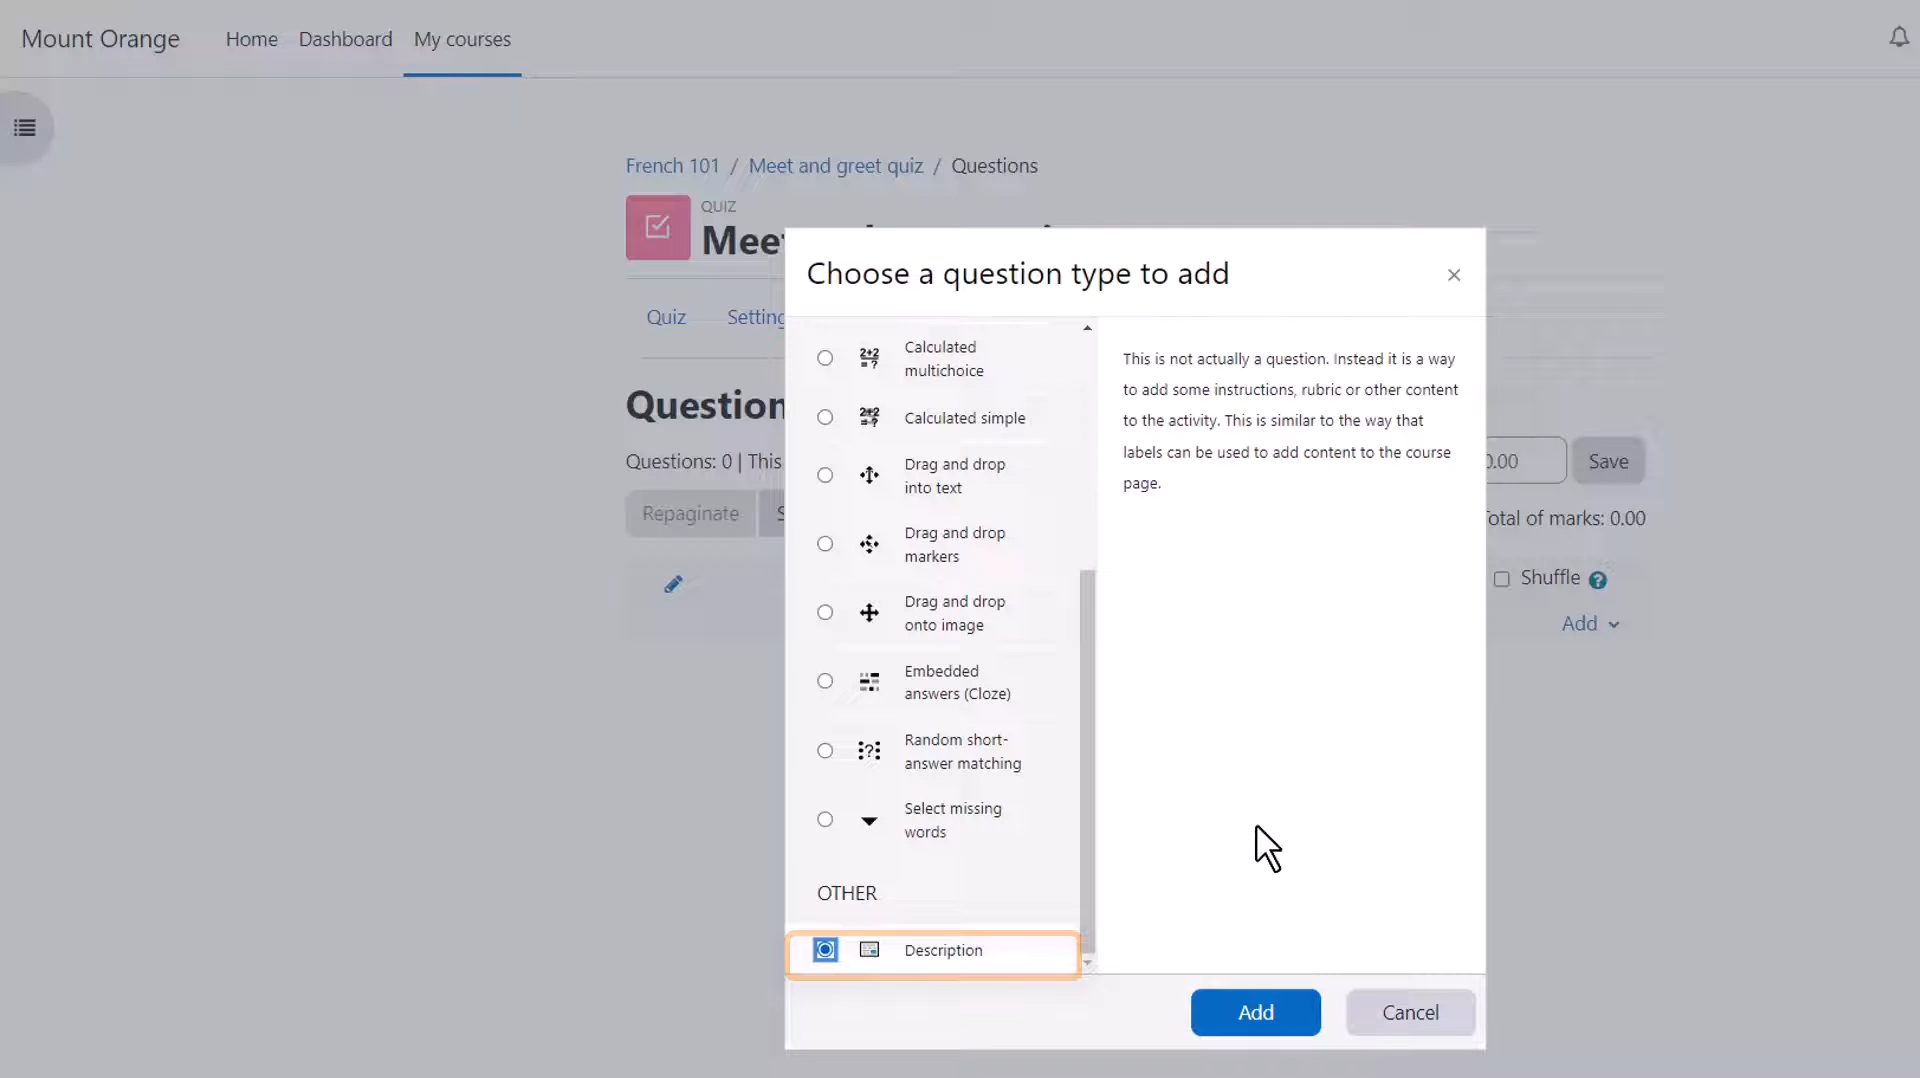 Mount Orange Home Dashboard My courses
French 101 / Meet and greet quiz / Questions
QUIZ
Choose a question type to add
Quiz
Calculated
multichoice
Calculated simple
Drag and drop
into text
Drag and drop
markers
Drag and drop
onto image
Embedded
answers (Cloze)
Random short-
answer matching
Select missing
words
OTHER
Description
This is not actually a question. Instead it is a way
to add some instructions, rubric or other content
to the activity. This is similar to the way that
labels can be used to add content to the course
page.
Add Cancel
Question
Questions: 0 | This
Save
Repaginate
of marks: 0.00
Shuffle
Add